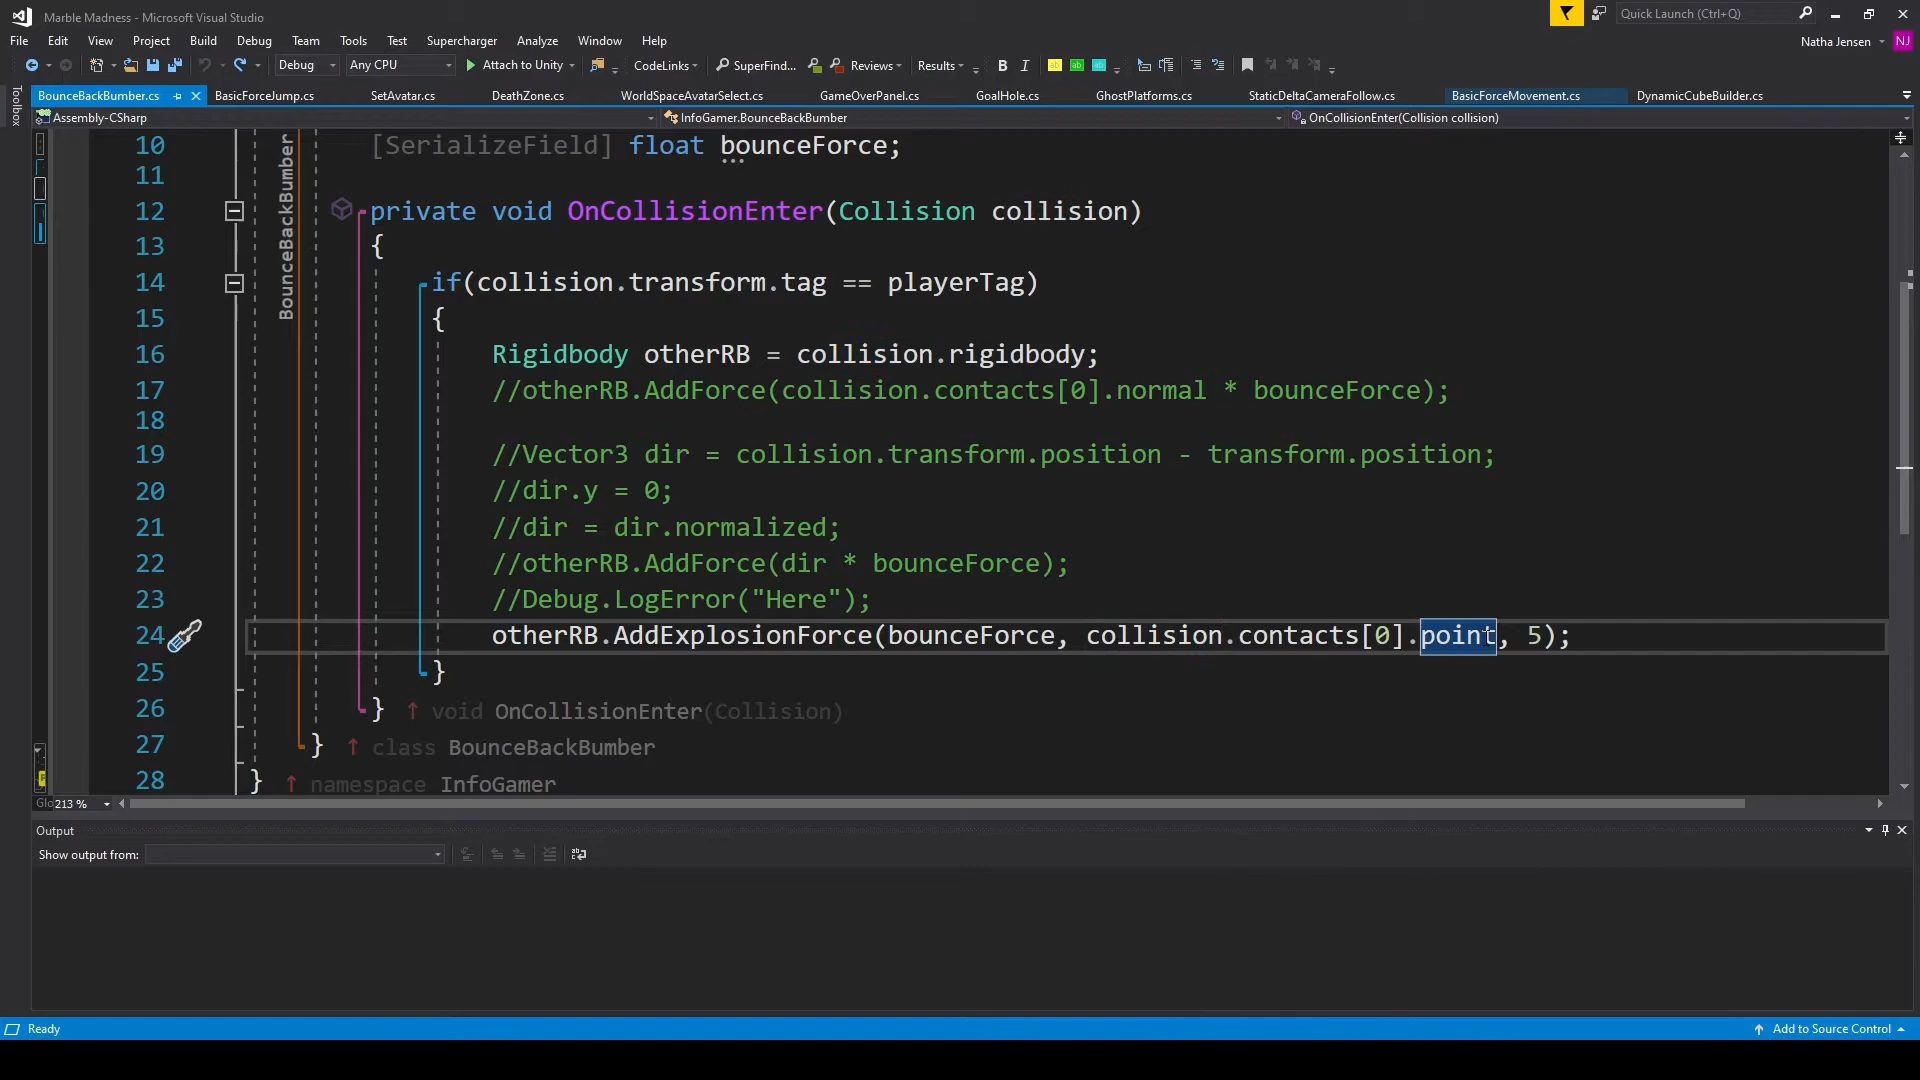 Marble Madness - Microsoft Visual Studio
Quick Launch (Ctrl+Q)
File Edit View Project Build Debug Team Tools Test Supercharger Analyze Window Help
Natha Jensen NJ
Debug Any CPU Attach to Unity CodeLinks SuperFind... Reviews Results B I
Toolbox
BounceBackBumber.cs BasicForceJump.cs SetAvatar.cs DeathZone.cs WorldSpaceAvatarSelect.cs GameOverPanel.cs GoalHole.cs GhostPlatforms.cs StaticDeltaCameraFollow.cs BasicForceMovement.cs DynamicCubeBuilder.cs
Assembly-CSharp InfoGamer.BounceBackBumber OnCollisionEnter(Collision collision)
BounceBackBumber
10 [SerializeField] float bounceForce;
11
12 private void OnCollisionEnter(Collision collision)
13 {
14 if(collision.transform.tag == playerTag)
15 {
16 Rigidbody otherRB = collision.rigidbody;
17 //otherRB.AddForce(collision.contacts[0].normal * bounceForce);
18
19 //Vector3 dir = collision.transform.position - transform.position;
20 //dir.y = 0;
21 //dir = dir.normalized;
22 //otherRB.AddForce(dir * bounceForce);
23 //Debug.LogError("Here");
24 otherRB.AddExplosionForce(bounceForce, collision.contacts[0].point, 5);
25 }
26 } ↑ void OnCollisionEnter(Collision)
27 } ↑ class BounceBackBumber
28 } ↑ namespace InfoGamer
Glo 213 %
Output
Show output from:
Ready
Add to Source Control